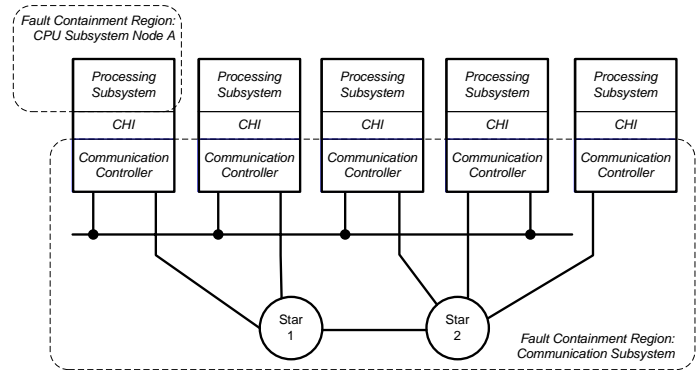 Fault Containment Region:
CPU Subsystem Node A
Processing
Subsystem
Processing
Subsystem
Processing
Subsystem
Processing
Subsystem
Processing
Subsystem
CHI
CHI
CHI
CHI
CHI
Communication
Controller
Communication
Controller
Communication
Controller
Communication
Controller
Communication
Controller
Star
1
Star
2
Fault Containment Region:
Communication Subsystem